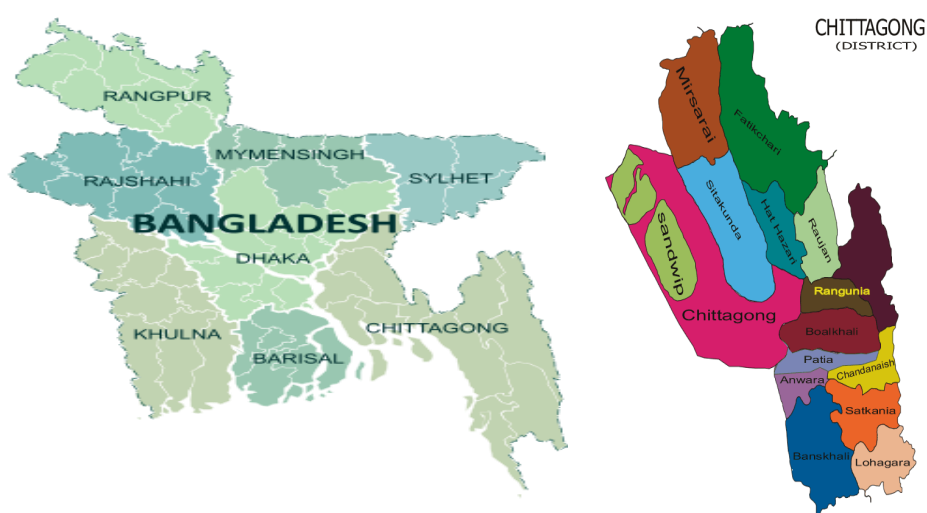 RANGPUR
MYMENSINGH
RAJSHAHI
SYLHET
BANGLADESH
DHAKA
KHULNA
CHITTAGONG
BARISAL
CHITTAGONG
(DISTRICT)
Mirsarai
Fatikchari
Sitakunda
Hat Hazari
Raujan
sandwip
Rangunia
Chittagong
Boalkhali
Patia
Chandanaish
Anwara
Satkania
Banskhali
Lohagara